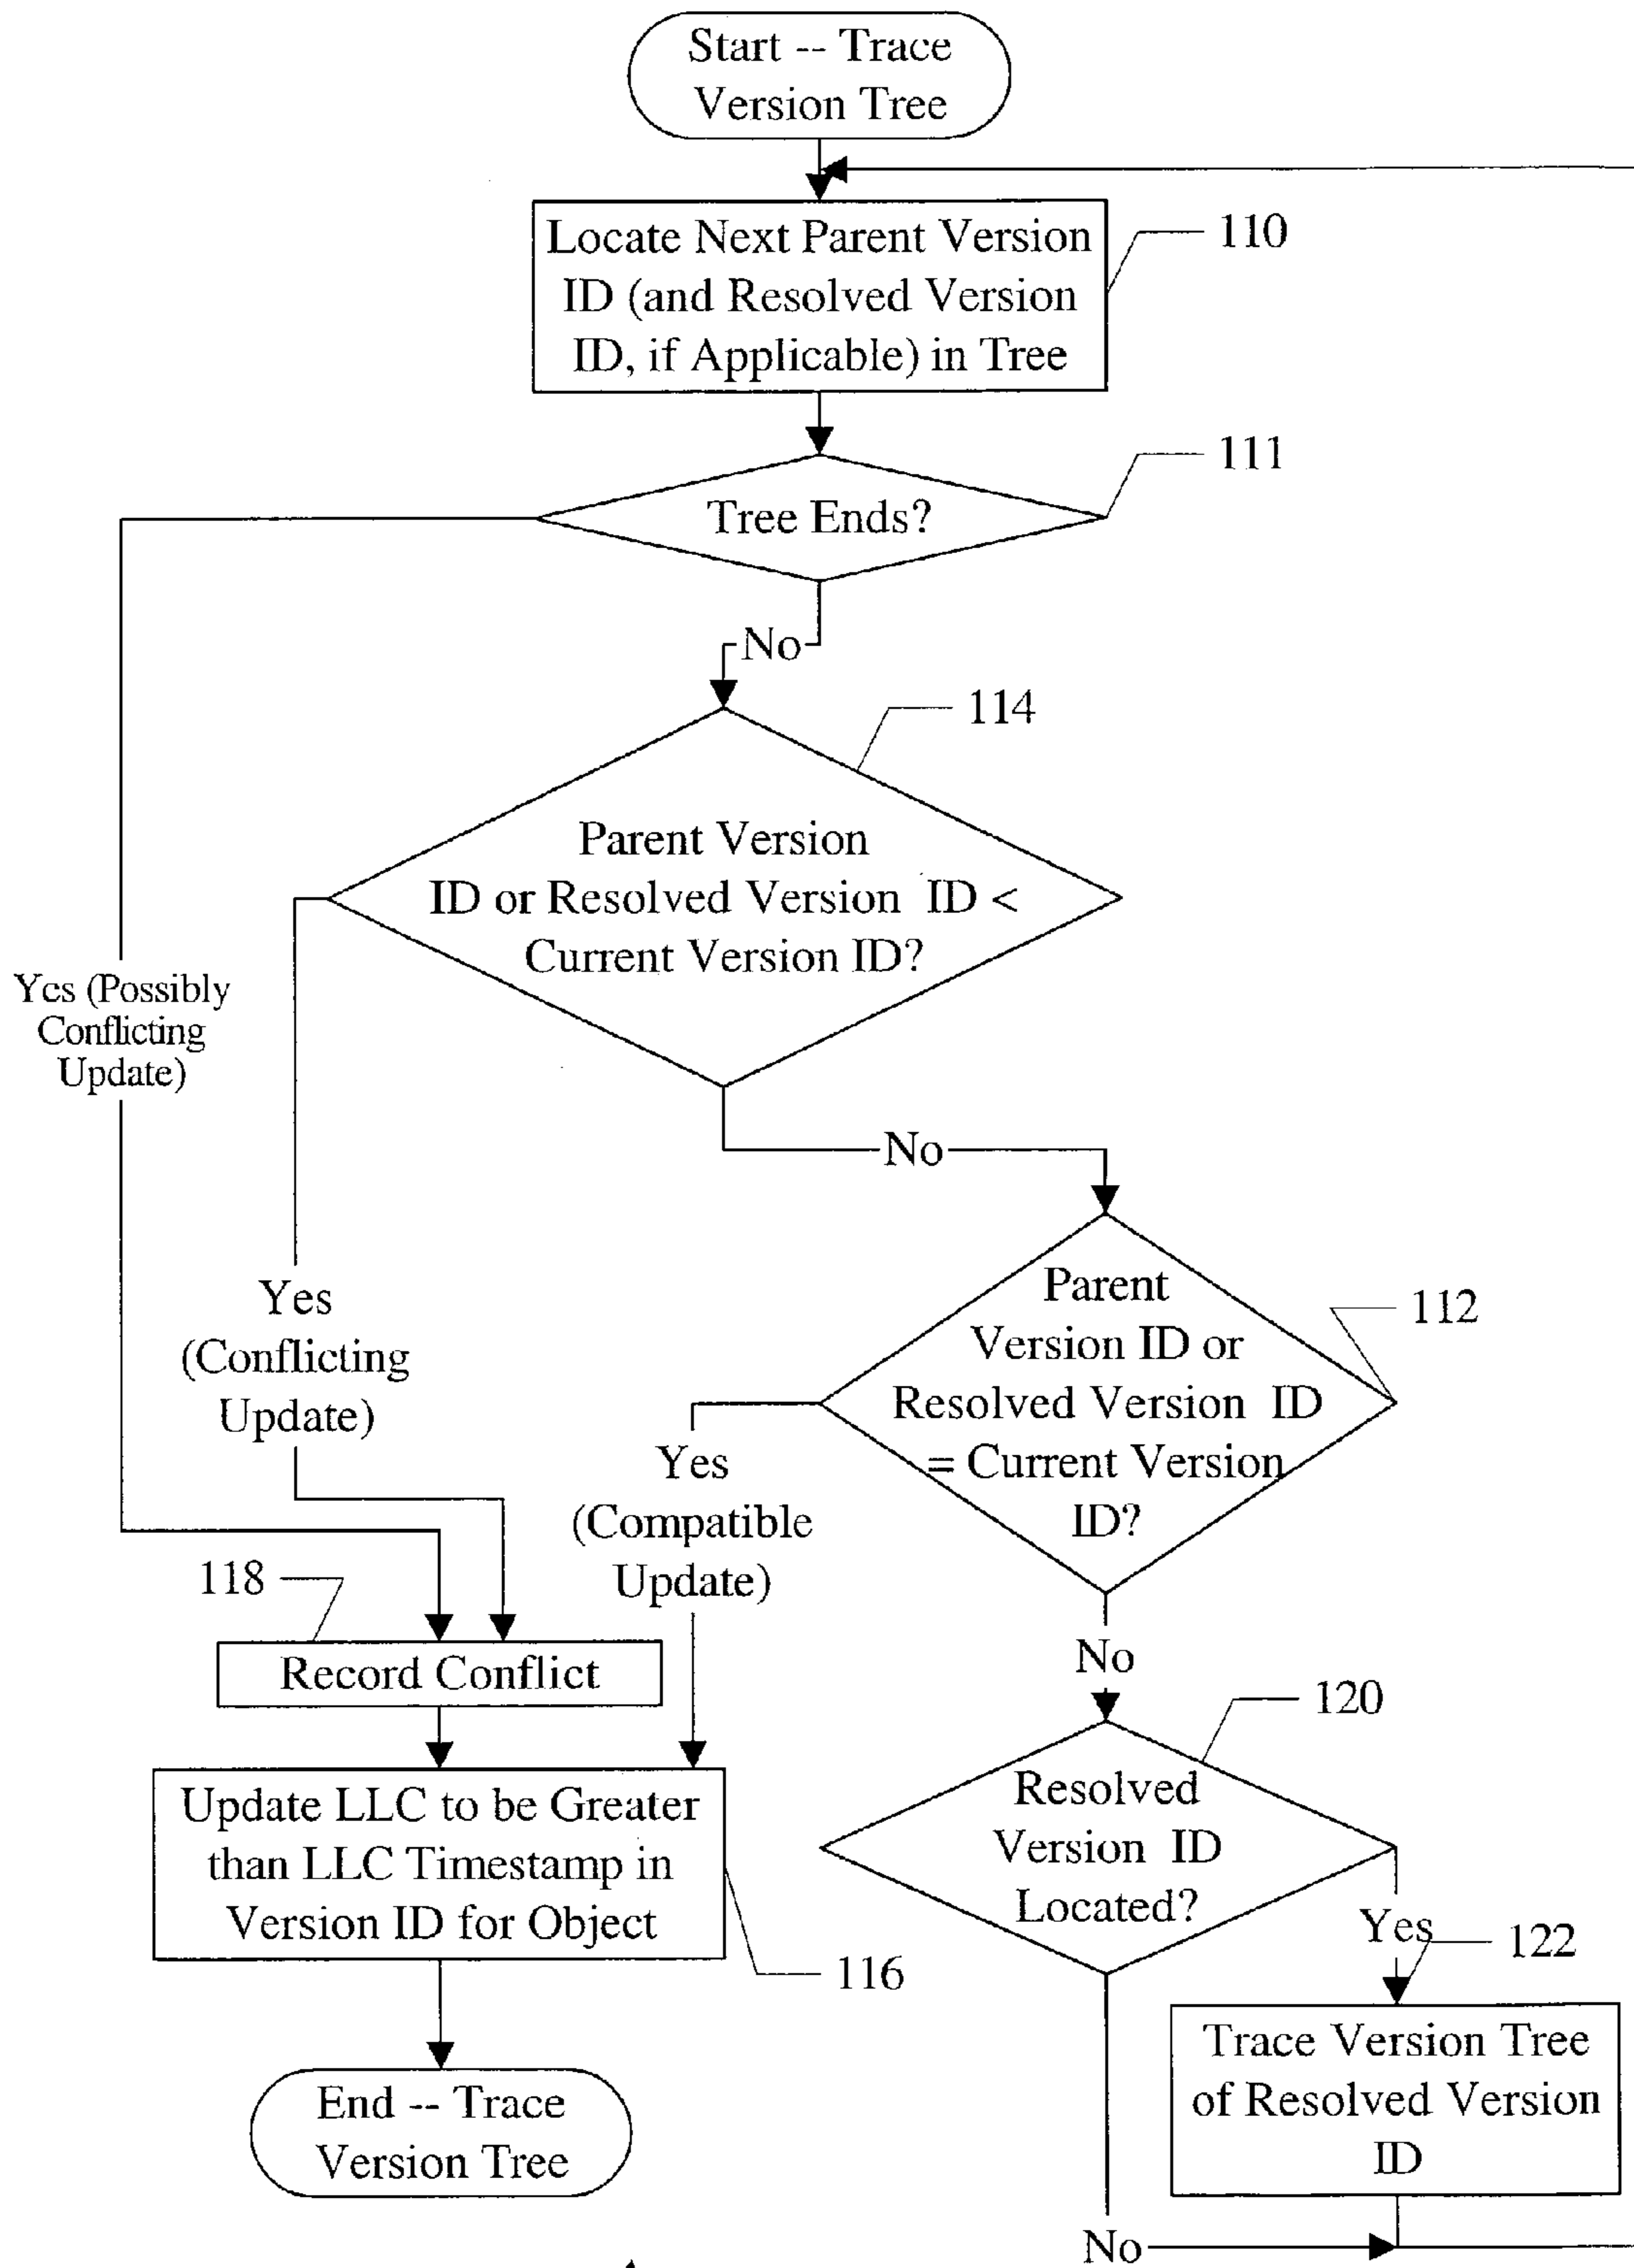 Start -- Trace
Version Tree
Locate Next Parent Version
ID (and Resolved Version
ID, if Applicable) in Tree
110
111
Tree Ends?
No
114
Parent Version
ID or Resolved Version ID <
Current Version ID?
Yes (Possibly
Conflicting
Update)
No
Yes
(Conflicting
Update)
112
Parent
Version ID or
Resolved Version ID
= Current Version
ID?
Yes
(Compatible
Update)
118
Record Conflict
No
120
Resolved
Version ID
Located?
Update LLC to be Greater
than LLC Timestamp in
Version ID for Object
116
Yes
122
Trace Version Tree
of Resolved Version
ID
End -- Trace
Version Tree
No